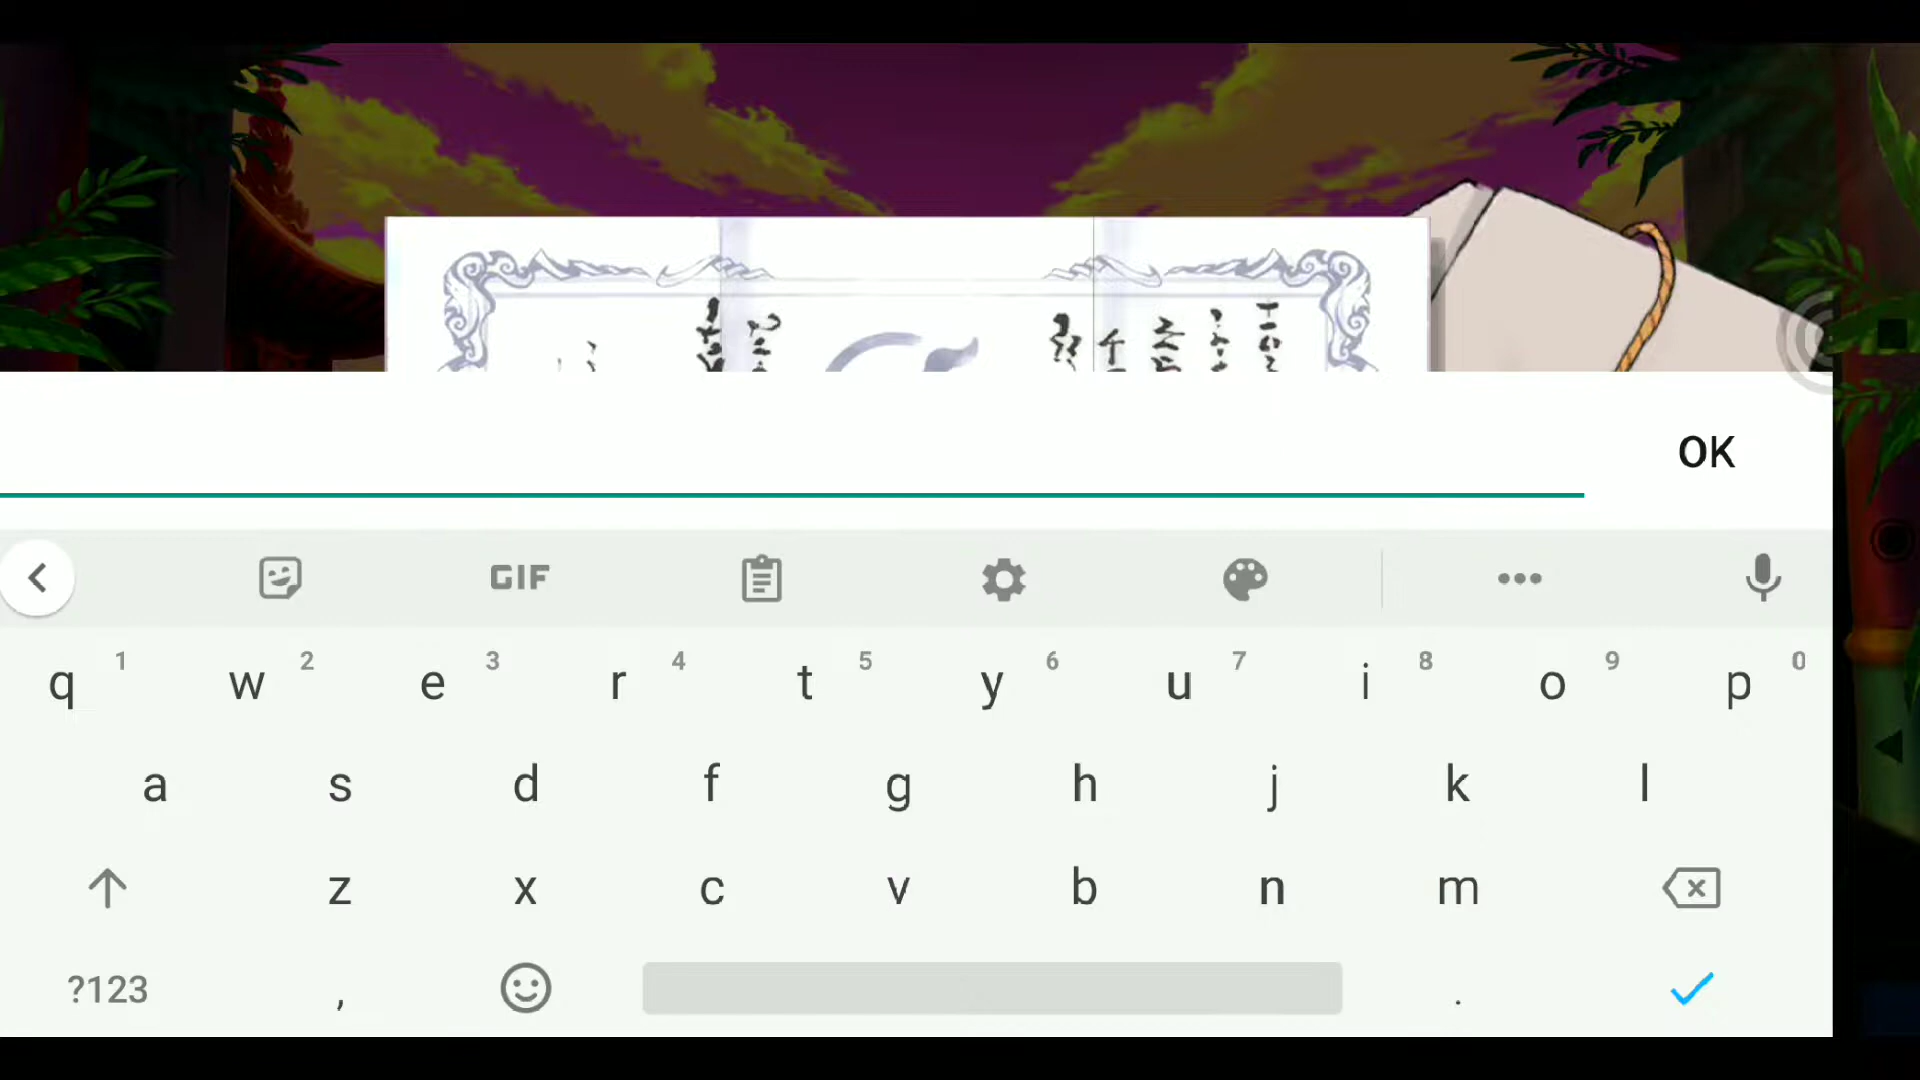 OK
GIF
1 2 3 4 5 6 7 8 9 0
q w e r t y u i o p
a s d f g h j k l
z x c v b n m
?123 , .